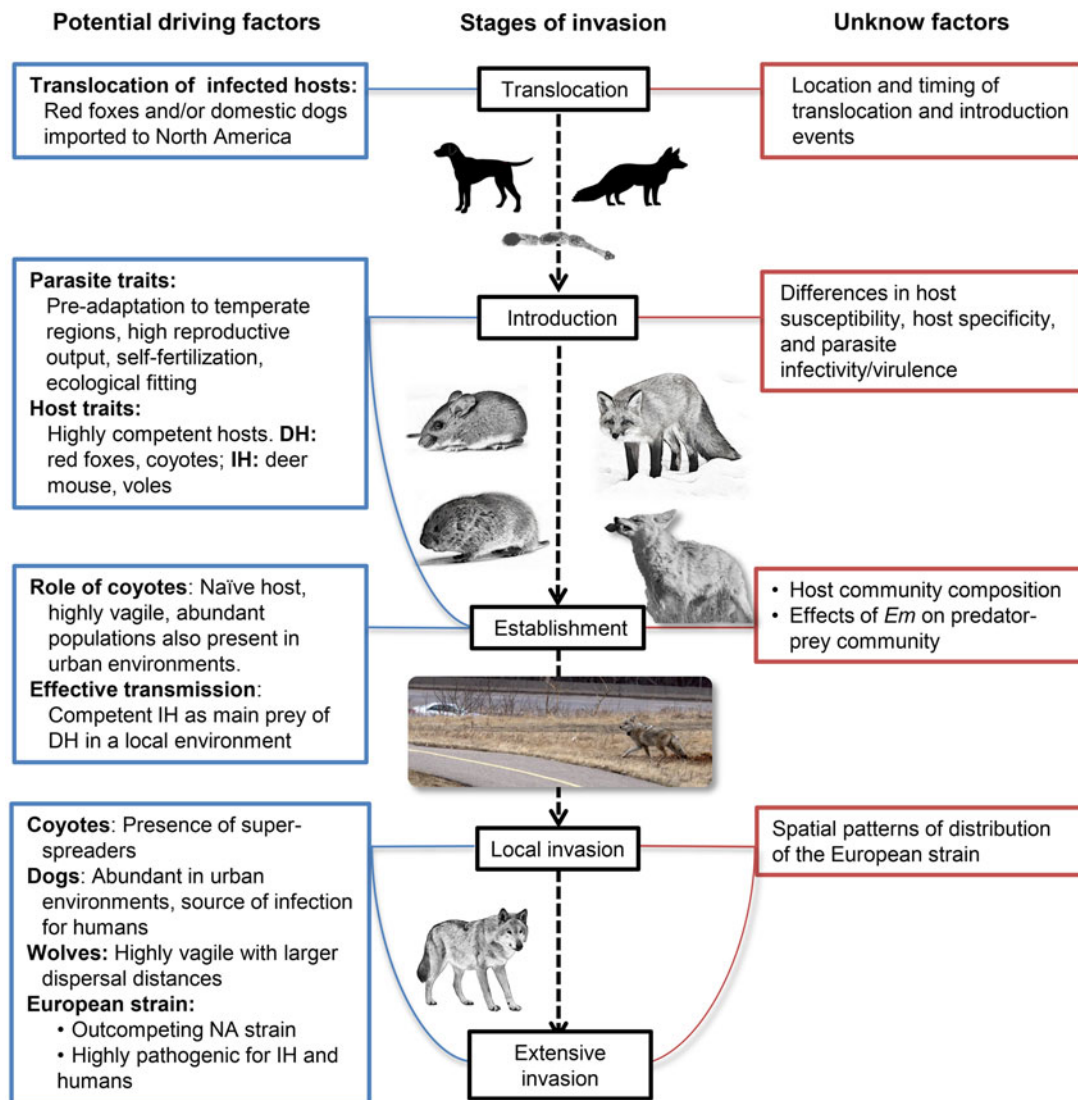 Potential driving factors
Stages of invasion
Unknow factors
Translocation of infected hosts:
Red foxes and/or domestic dogs
imported to North America
Translocation
Location and timing of
translocation and introduction
events
Parasite traits:
Pre-adaptation to temperate
regions, high reproductive
output, self-fertilization,
ecological fitting
Host traits:
Highly competent hosts. DH:
red foxes, coyotes; IH: deer
mouse, voles
Introduction
Differences in host
susceptibility, host specificity,
and parasite
infectivity/virulence
Role of coyotes: Naïve host,
highly vagile, abundant
populations also present in
urban environments.
Effective transmission:
Competent IH as main prey of
DH in a local environment
Establishment
• Host community composition
• Effects of Em on predator-
prey community
Coyotes: Presence of super-
spreaders
Dogs: Abundant in urban
environments, source of infection
for humans
Wolves: Highly vagile with larger
dispersal distances
European strain:
• Outcompeting NA strain
• Highly pathogenic for IH and
humans
Local invasion
Spatial patterns of distribution
of the European strain
Extensive
invasion